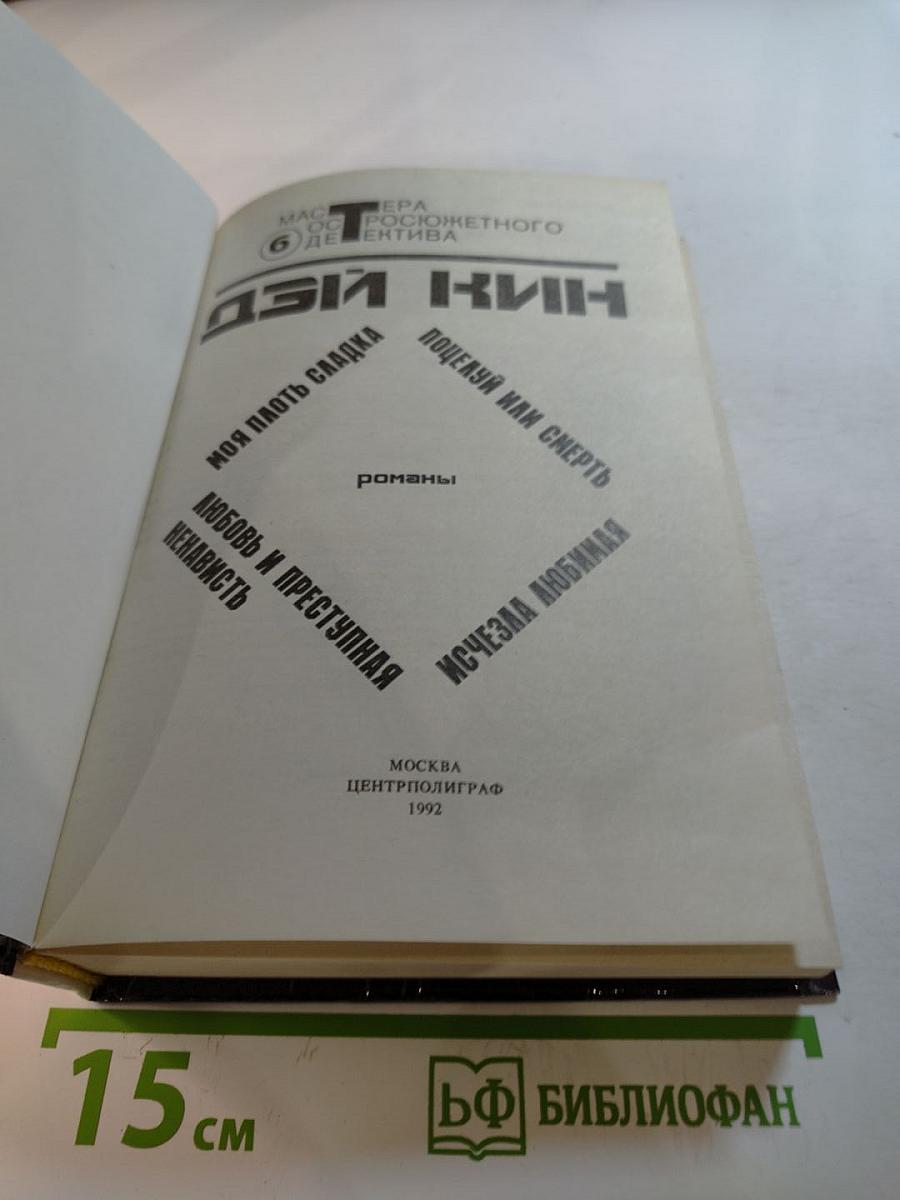 МАСТЕРА
ОСТРОСЮЖЕТНОГО
6 ДЕТЕКТИВА
ДЭЙ КИН
МОЯ ПЛОТЬ СЛАДКА
ПОЦЕЛУЙ ИЛИ СМЕРТЬ
романы
ЛЮБОВЬ И ПРЕСТУПНАЯ
НЕНАВИСТЬ
ИСЧЕЗЛА ЛЮБИМАЯ
МОСКВА
ЦЕНТРПОЛИГРАФ
1992
15 см
БФ БИБЛИОФАН